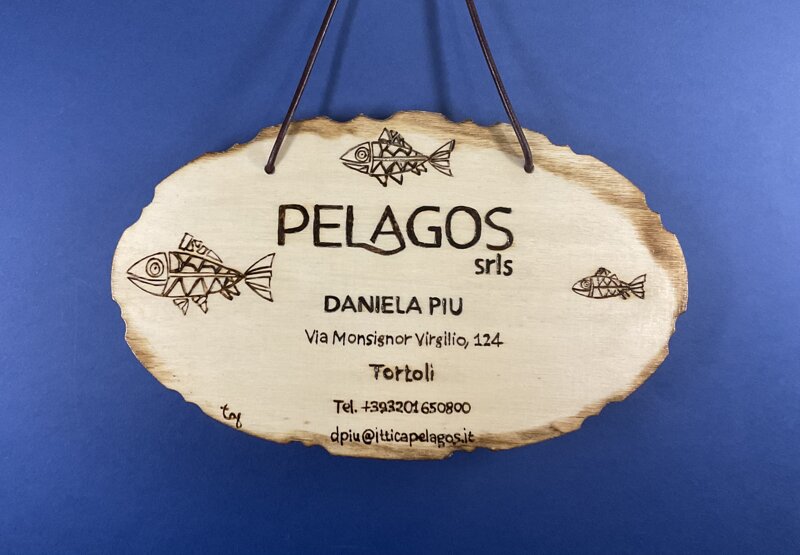 PELAGOS
srls
DANIELA PIU
Via Monsignor Virgilio, 124
Tortolì
Tel. +393201650800
dpiu@itticapelagos.it